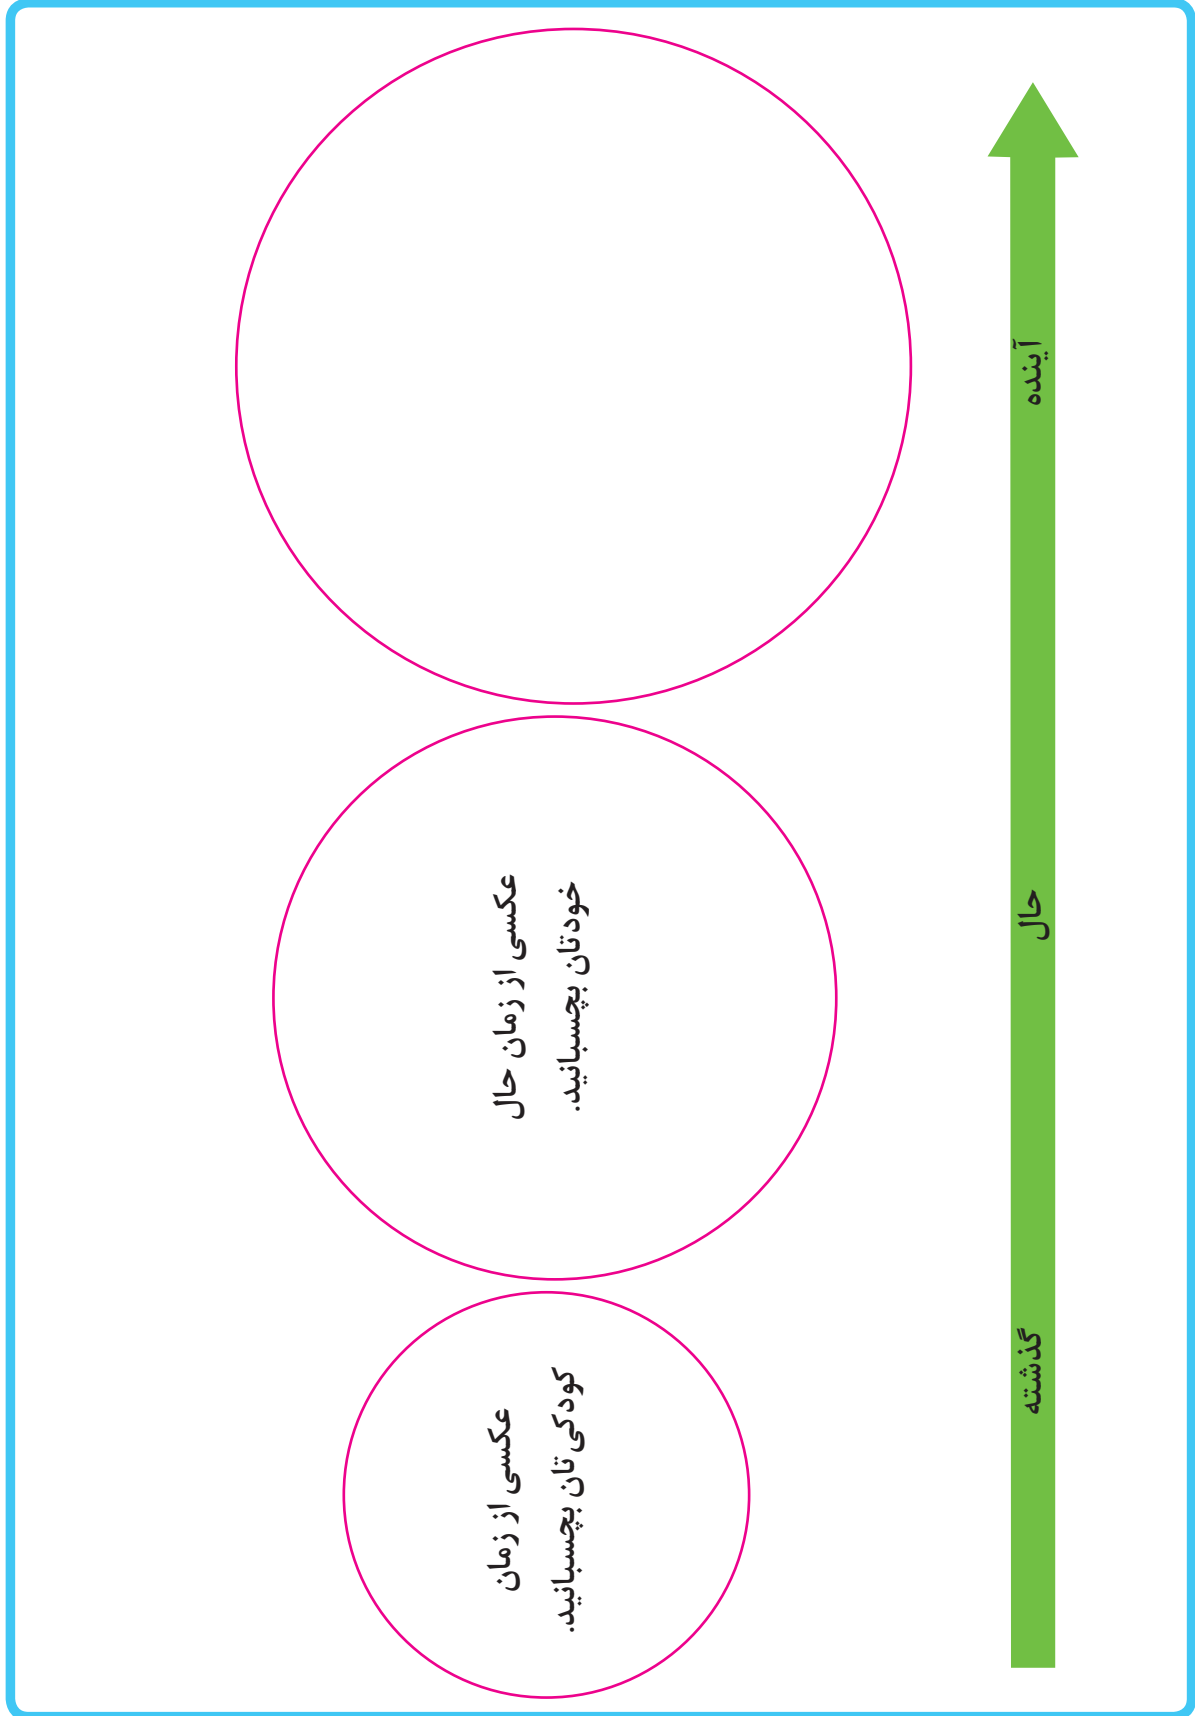 عکسی از زمان
کودکی تان بچسبانید.
عکسی از زمان حال
خودتان بچسبانید.
گذشته
حال
آینده